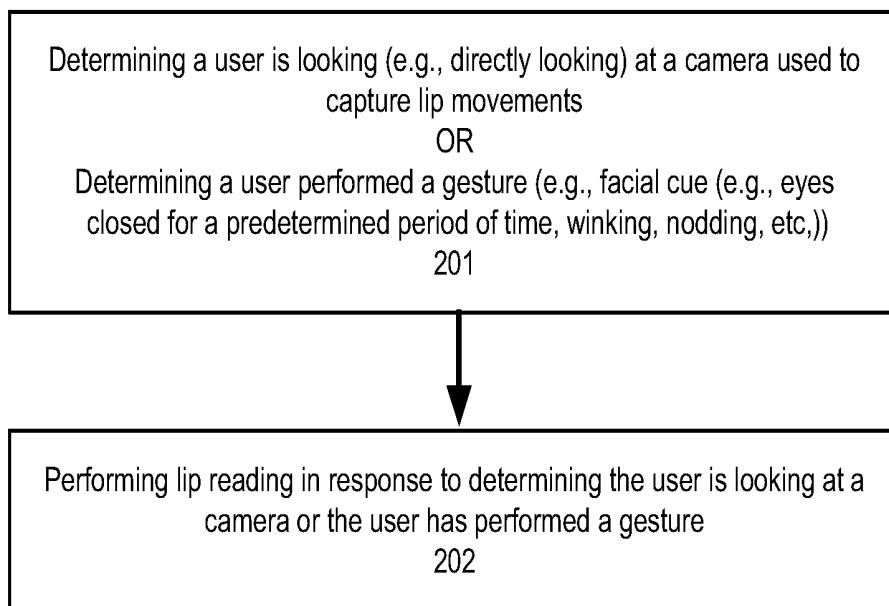 Determining a user is looking (e.g., directly looking) at a camera used to
capture lip movements
OR
Determining a user performed a gesture (e.g., facial cue (e.g., eyes
closed for a predetermined period of time, winking, nodding, etc,))
201
Performing lip reading in response to determining the user is looking at a
camera or the user has performed a gesture
202